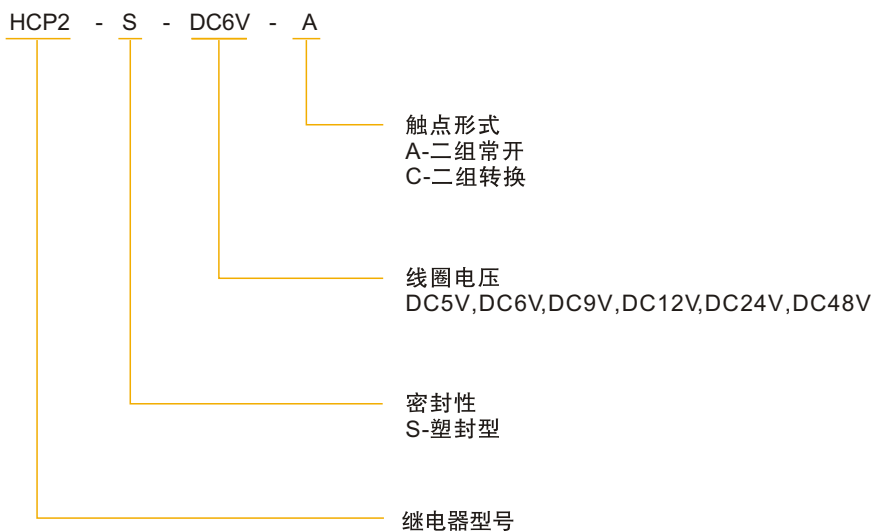 HCP2 - S - DC6V - A
触点形式
A-二组常开
C-二组转换
线圈电压
DC5V,DC6V,DC9V,DC12V,DC24V,DC48V
密封性
S-塑封型
继电器型号